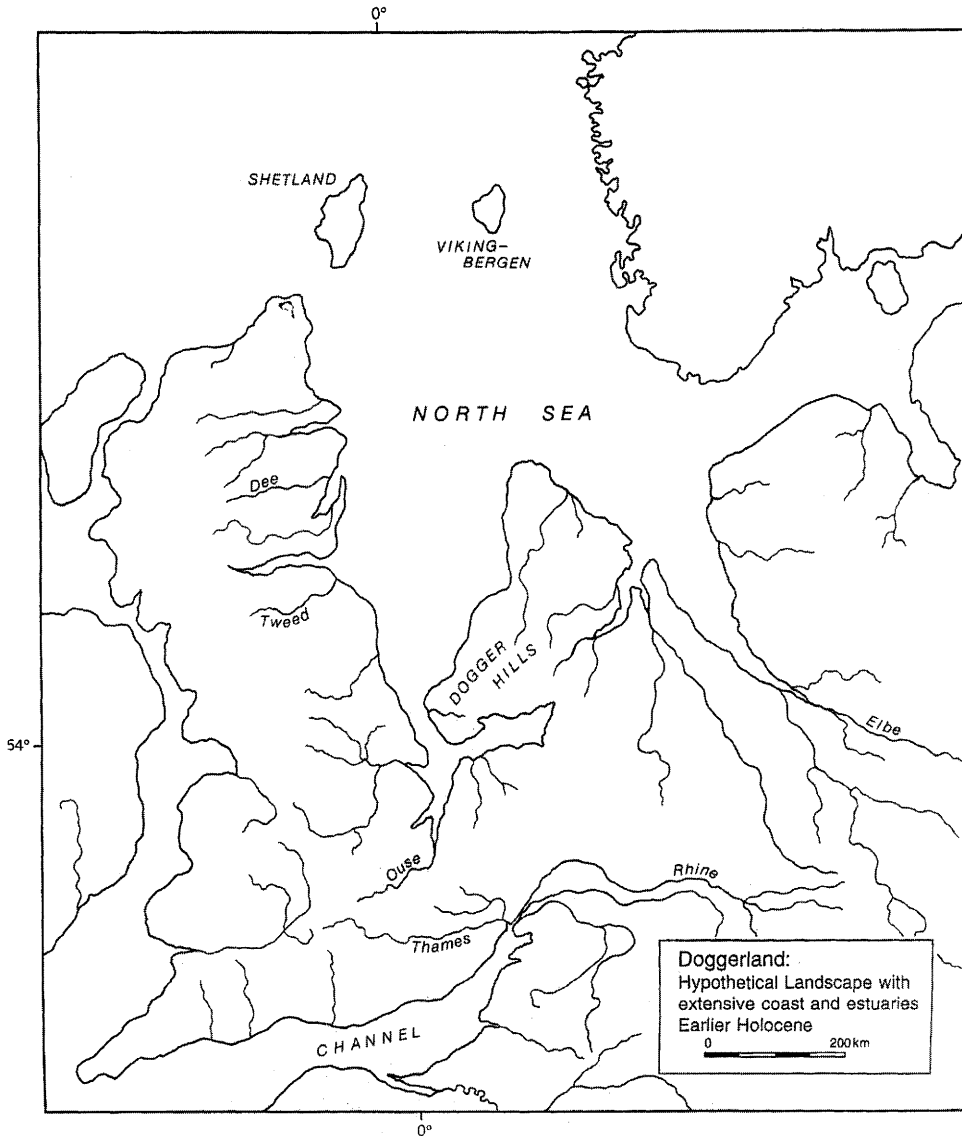 0°
SHETLAND
VIKING–
BERGEN
NORTH SEA
Dee
Tweed
DOGGER
HILLS
54°
Elbe
Ouse
Rhine
Thames
CHANNEL
Doggerland:
Hypothetical Landscape with
extensive coast and estuaries
Earlier Holocene
0 200km
0°